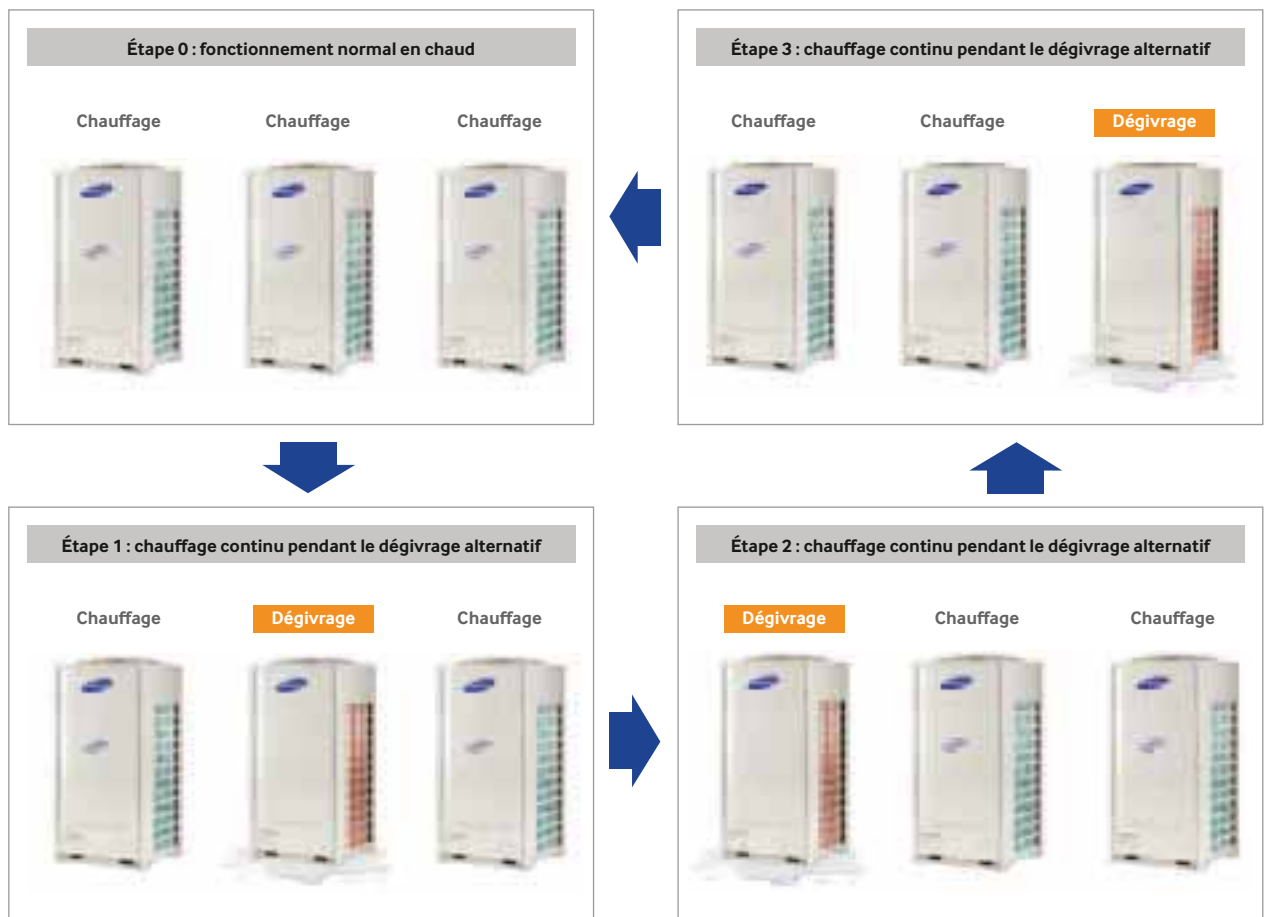 Étape 0 : fonctionnement normal en chaud
Chauffage Chauffage Chauffage
Étape 3 : chauffage continu pendant le dégivrage alternatif
Chauffage Chauffage Dégivrage
Étape 1 : chauffage continu pendant le dégivrage alternatif
Chauffage Dégivrage Chauffage
Étape 2 : chauffage continu pendant le dégivrage alternatif
Dégivrage Chauffage Chauffage